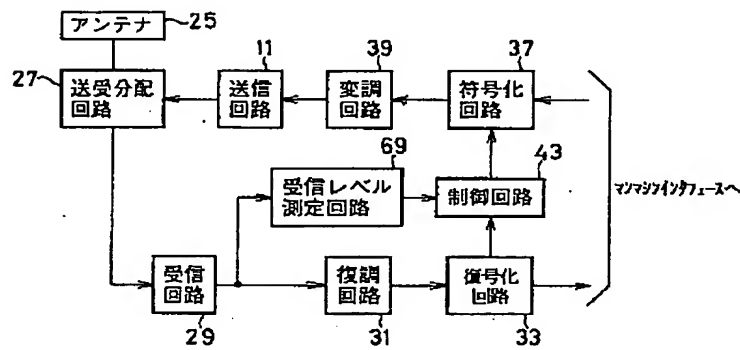 アンテナ
25
27
送受分配
回路
11
送信
回路
39
変調
回路
37
符号化
回路
69
受信レベル
測定回路
43
制御回路
マンマシンインタフェースへ
受信
回路
29
復調
回路
31
復号化
回路
33